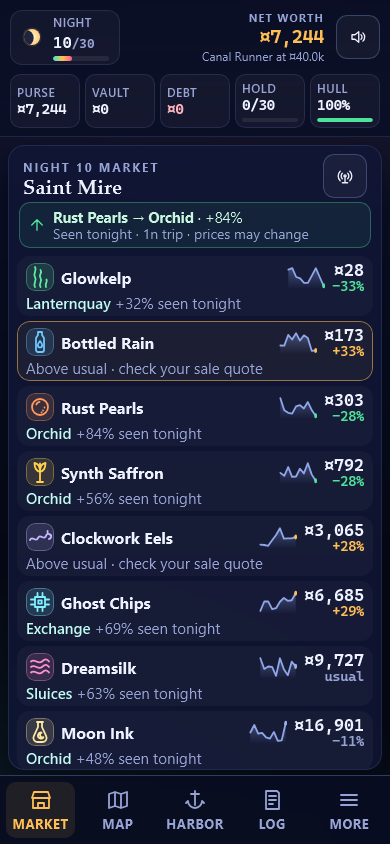 NIGHT
10/30
NET WORTH
¤7,244
Canal Runner at ¤40.0k
PURSE
¤7,244
VAULT
¤0
DEBT
¤0
HOLD
0/30
HULL
100%
NIGHT 10 MARKET
Saint Mire
Rust Pearls → Orchid · +84%
Seen tonight · 1n trip · prices may change
Glowkelp
¤28
−33%
Lanternquay +32% seen tonight
Bottled Rain
¤173
+33%
Above usual · check your sale quote
Rust Pearls
¤303
−28%
Orchid +84% seen tonight
Synth Saffron
¤792
−28%
Orchid +56% seen tonight
Clockwork Eels
¤3,065
+28%
Above usual · check your sale quote
Ghost Chips
¤6,685
+29%
Exchange +69% seen tonight
Dreamsilk
¤9,727
usual
Sluices +63% seen tonight
Moon Ink
¤16,901
−11%
Orchid +48% seen tonight
MARKET
MAP
HARBOR
LOG
MORE